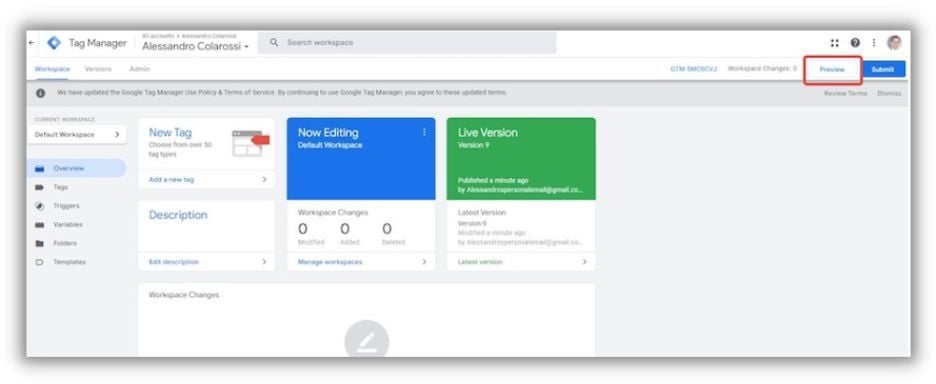 All accounts > Alessandro Colarossi
Tag Manager
Alessandro Colarossi
Search workspace
Workspace Versions Admin
GTM-5MC6CVJ Workspace Changes: 0 Preview Submit
We have updated the Google Tag Manager Use Policy & Terms of Service. By continuing to use Google Tag Manager, you agree to these updated terms.
Review Terms Dismiss
CURRENT WORKSPACE
Default Workspace
Overview
Tags
Triggers
Variables
Folders
Templates
New Tag
Choose from over 50
tag types
Add a new tag
Description
Edit description
Now Editing
Default Workspace
Workspace Changes
0 0 0
Modified Added Deleted
Manage workspaces
Live Version
Version 9
Published a minute ago
by Alessandrospersonalemail@gmail.co...
Latest Version
Version 9
Modified a minute ago
by Alessandrospersonalemail@gmail.co...
Latest version
Workspace Changes